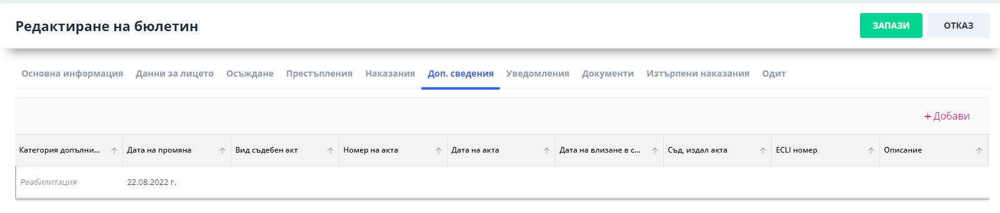 Редактиране на бюлетин
ЗАПАЗИ ОТКАЗ
Основна информация Данни за лицето Осъждане Престъпления Наказания Доп. сведения Уведомления Документи Изтърпени наказания Одит
+ Добави
Категория допълни... Дата на промяна Вид съдебен акт Номер на акта Дата на акта Дата на влизане в с... Съд, издал акта ECLI номер Описание
Реабилитация 22.08.2022 г.